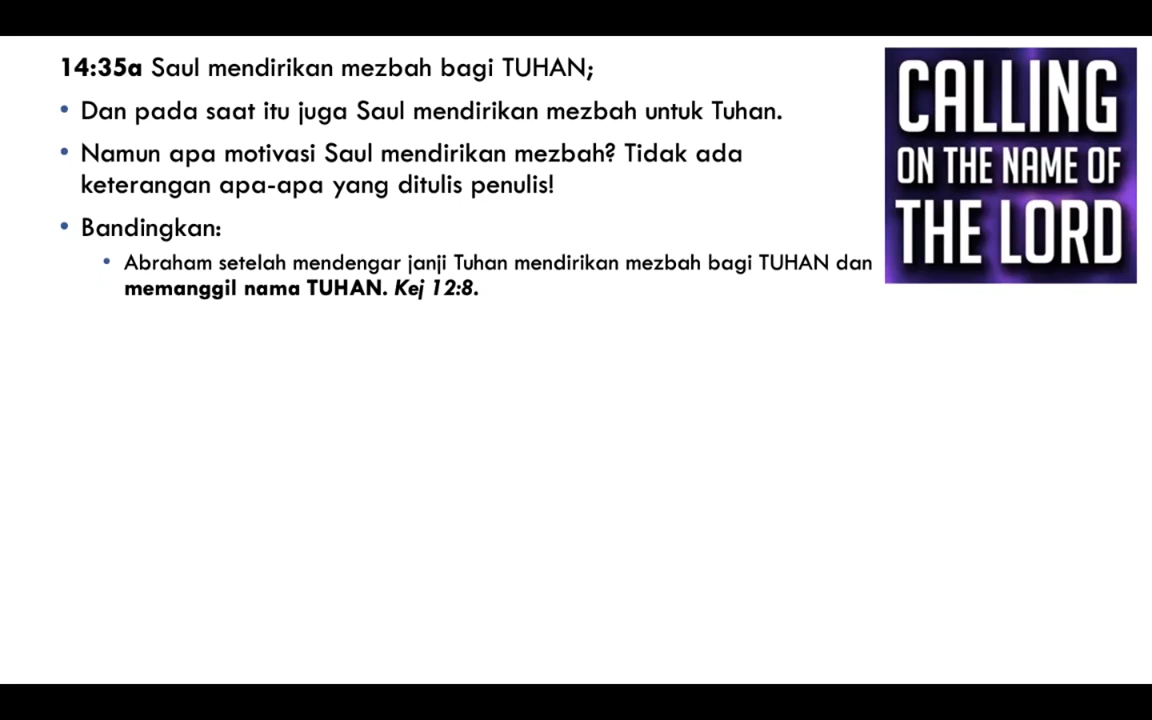 14:35a Saul mendirikan mezbah bagi TUHAN;
• Dan pada saat itu juga Saul mendirikan mezbah untuk Tuhan.
• Namun apa motivasi Saul mendirikan mezbah? Tidak ada
keterangan apa-apa yang ditulis penulis!
• Bandingkan:
• Abraham setelah mendengar janji Tuhan mendirikan mezbah bagi TUHAN dan
memanggil nama TUHAN. Kej 12:8.
CALLING
ON THE NAME OF
THE LORD